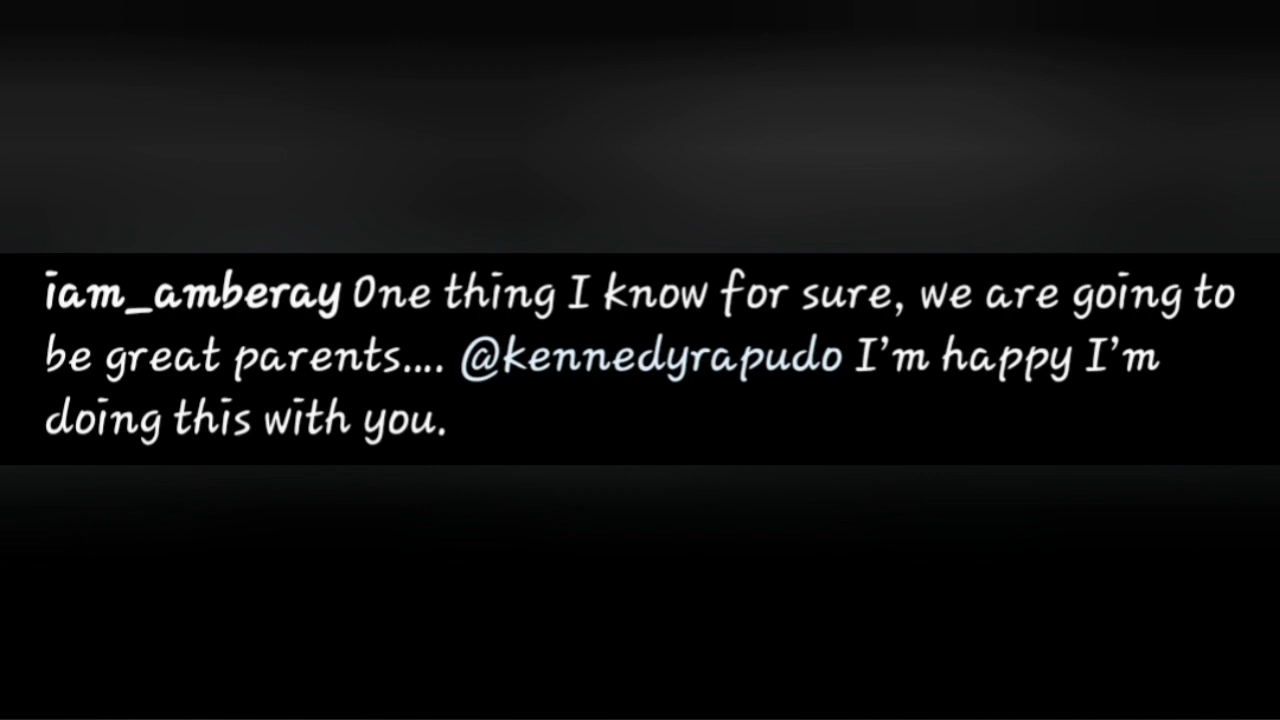 iam_amberay One thing I know for sure, we are going to
be great parents.... @kennedyrapudo I'm happy I'm
doing this with you.